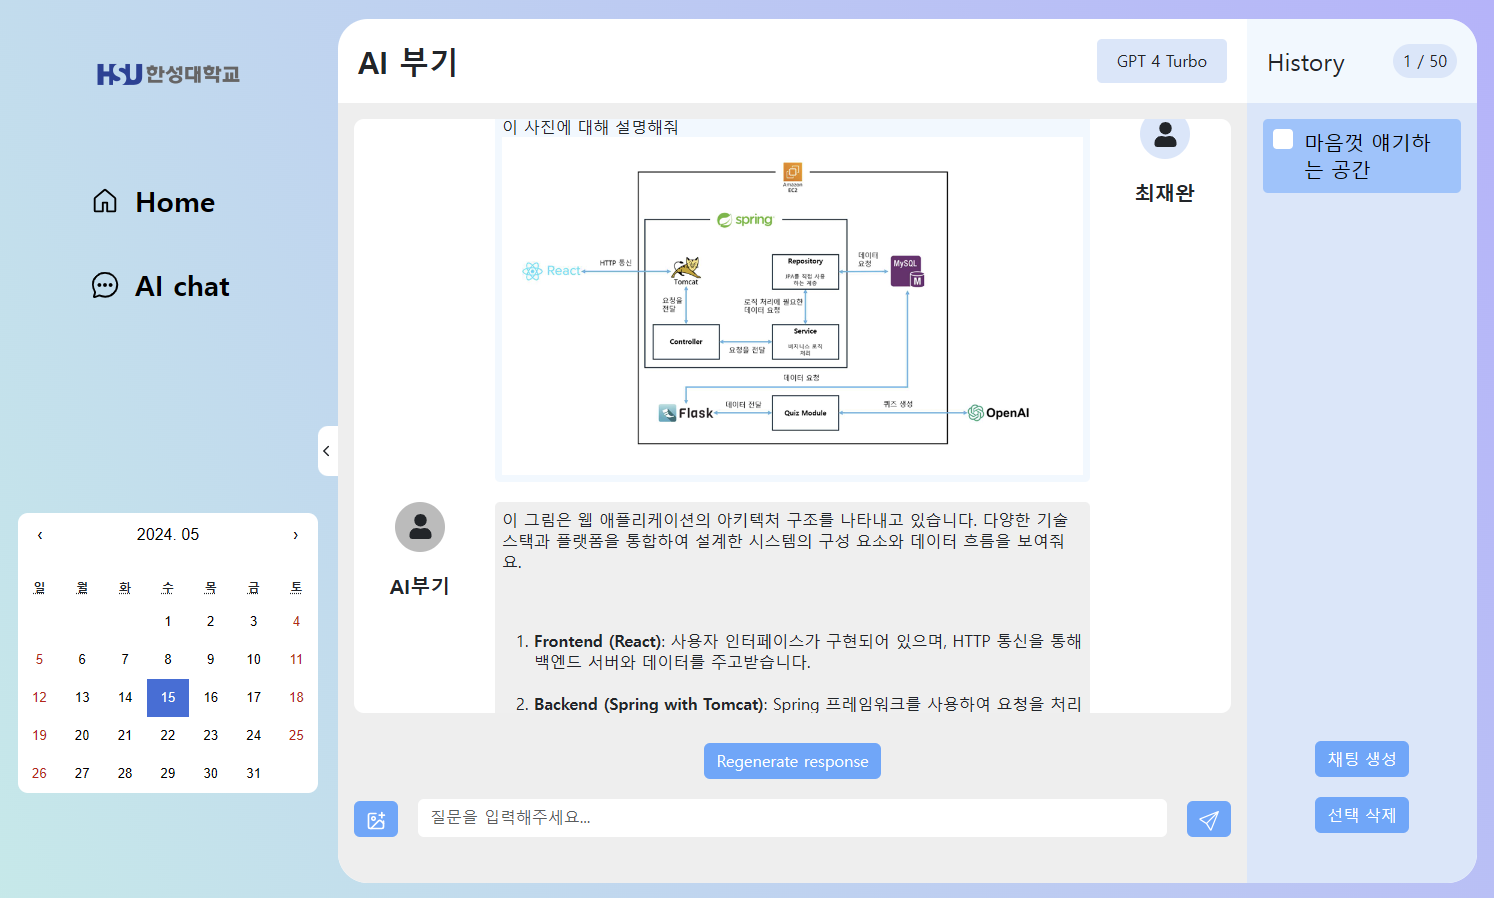 HSU 한성대학교
Home
AI chat
‹ 2024. 05 ›
일 월 화 수 목 금 토
1 2 3 4
5 6 7 8 9 10 11
12 13 14 15 16 17 18
19 20 21 22 23 24 25
26 27 28 29 30 31
AI 부기
GPT 4 Turbo
이 사진에 대해 설명해줘
최재완
Amazon
EC2
spring
React
HTTP 통신
Tomcat
Repository
JPA를 직접 사용
하는 계층
데이터
요청
MySQL
M
요청을
전달
로직 처리에 필요한
데이터 요청
Controller
요청을 전달
Service
비지니스 로직
처리
데이터 요청
Flask
데이터 전달
Quiz Module
퀴즈 생성
OpenAI
AI부기
이 그림은 웹 애플리케이션의 아키텍처 구조를 나타내고 있습니다. 다양한 기술
스택과 플랫폼을 통합하여 설계한 시스템의 구성 요소와 데이터 흐름을 보여줘
요.
1. Frontend (React): 사용자 인터페이스가 구현되어 있으며, HTTP 통신을 통해
백엔드 서버와 데이터를 주고받습니다.
2. Backend (Spring with Tomcat): Spring 프레임워크를 사용하여 요청을 처리
Regenerate response
질문을 입력해주세요...
History
1 / 50
마음껏 얘기하
는 공간
채팅 생성
선택 삭제